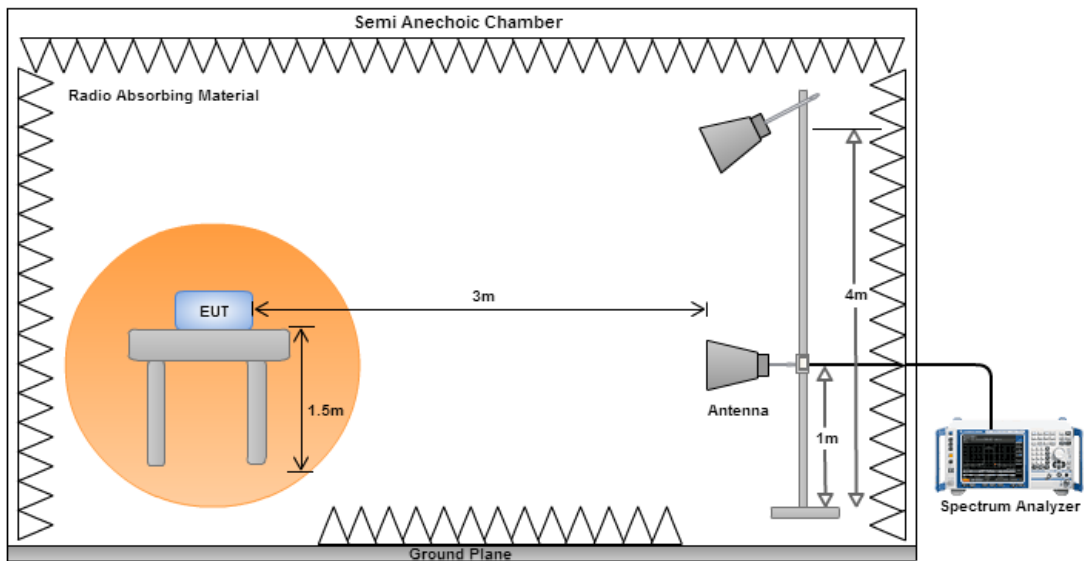 Semi Anechoic Chamber
Radio Absorbing Material
EUT
3m
4m
1.5m
Antenna
1m
Spectrum Analyzer
Ground Plane